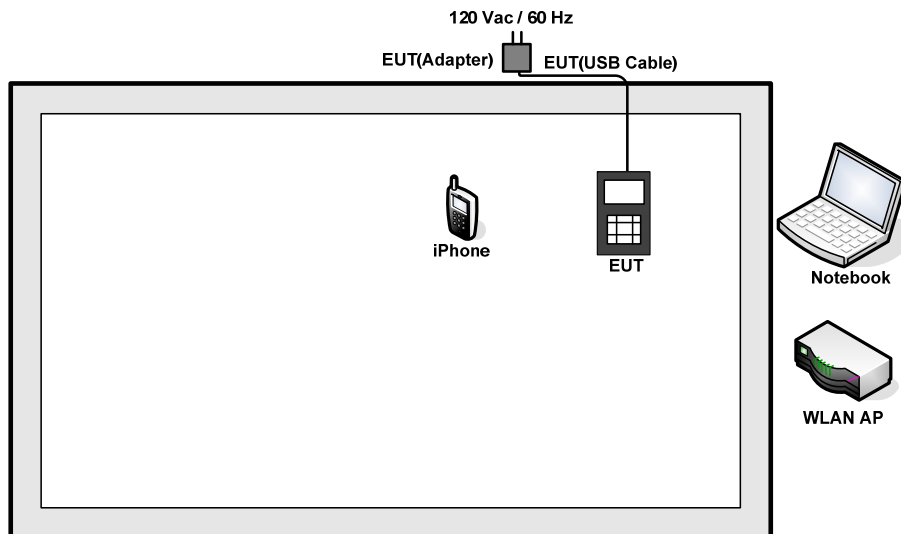 120 Vac / 60 Hz
EUT(Adapter)
EUT(USB Cable)
iPhone
EUT
Notebook
WLAN AP